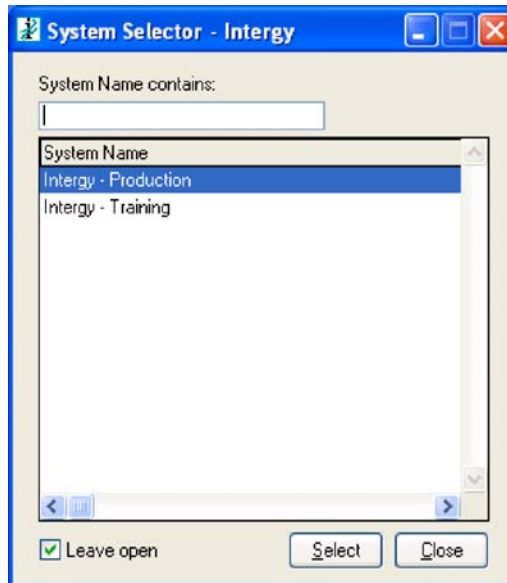 System Selector - Intergy
System Name contains:
System Name
Intergy - Production
Intergy - Training
Leave open
Select
Close